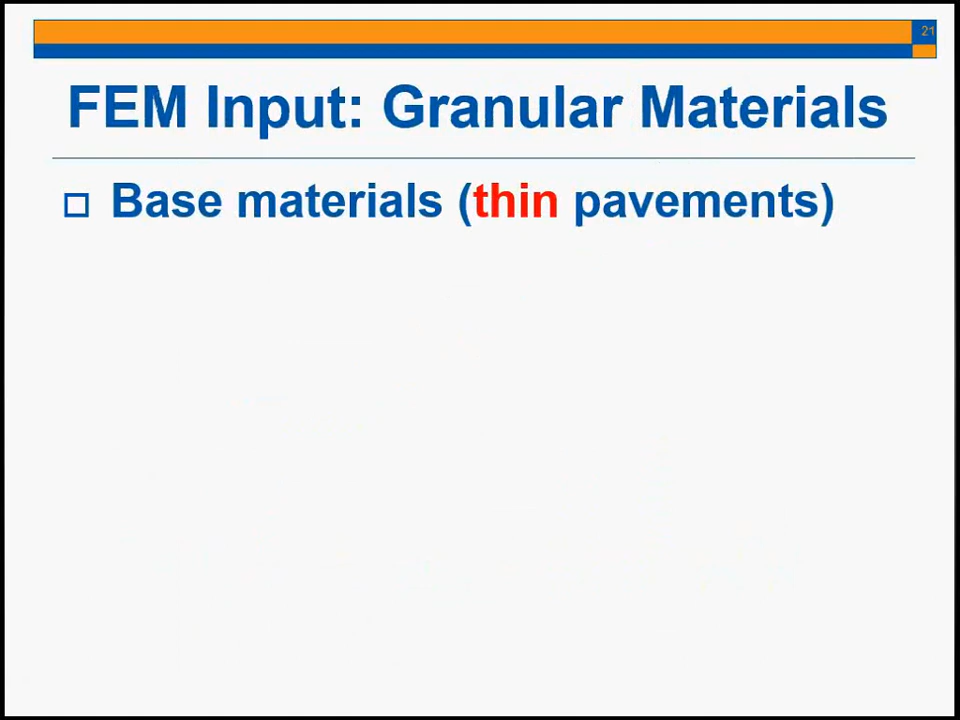 21
FEM Input: Granular Materials
Base materials (thin pavements)